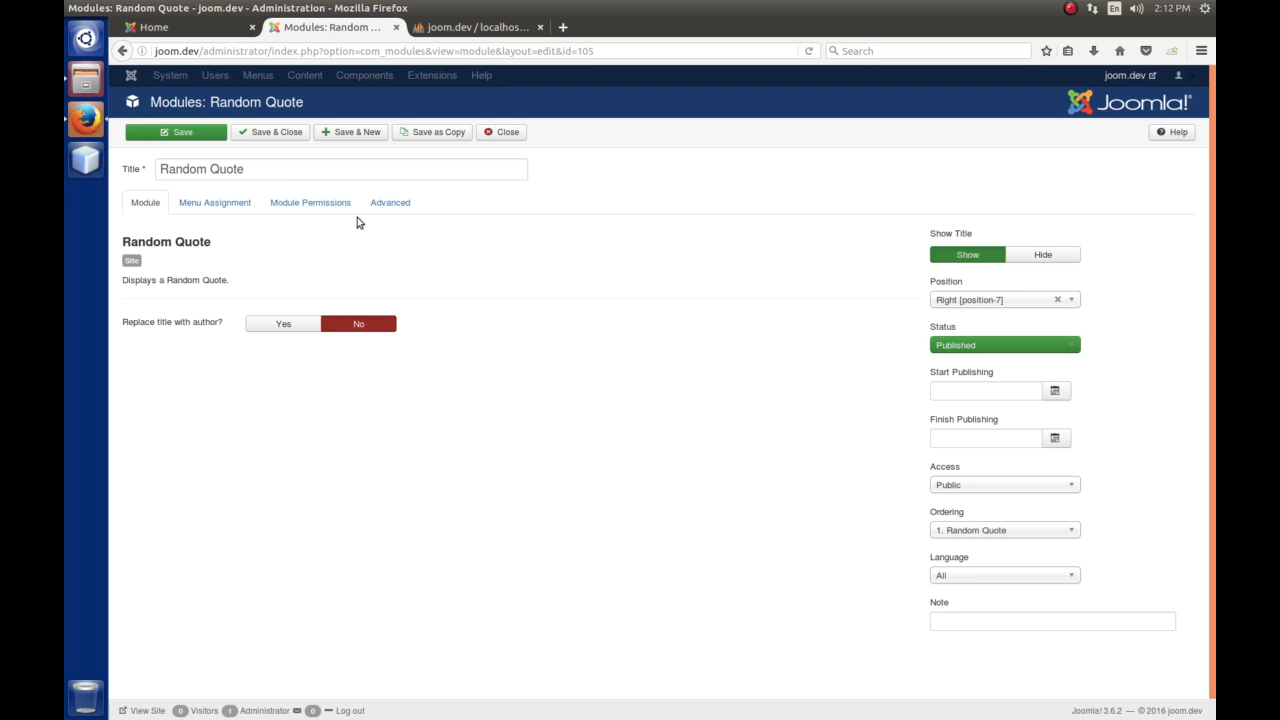 Modules: Random Quote - joom.dev - Administration - Mozilla Firefox
En
2:12 PM
Home
Modules: Random ...
joom.dev / localhos...
joom.dev/administrator/index.php?option=com_modules&view=module&layout=edit&id=105
Search
System Users Menus Content Components Extensions Help
joom.dev
Modules: Random Quote
Joomla!®
Save
Save & Close
Save & New
Save as Copy
Close
Help
Title *
Random Quote
Module
Menu Assignment
Module Permissions
Advanced
Random Quote
Site
Displays a Random Quote.
Replace title with author?
Yes
No
Show Title
Show
Hide
Position
Right [position-7]
Status
Published
Start Publishing
Finish Publishing
Access
Public
Ordering
1. Random Quote
Language
All
Note
View Site 0 Visitors 1 Administrator 0 Log out
Joomla! 3.6.2 — © 2016 joom.dev